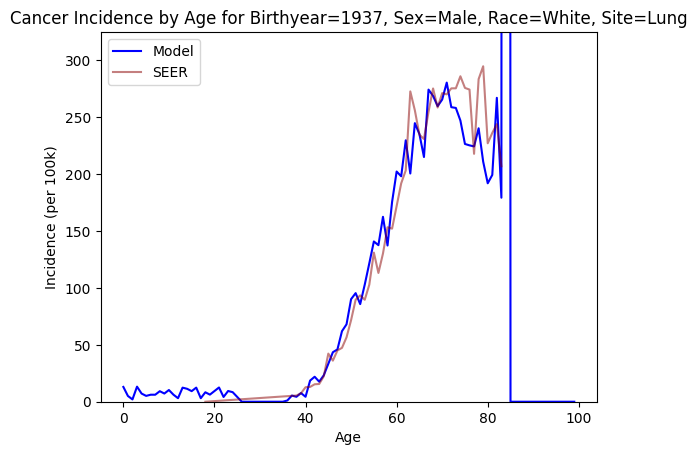 Cancer Incidence by Age for Birthyear=1937, Sex=Male, Race=White, Site=Lung
Model
SEER
300
250
200
150
100
50
0
Incidence (per 100k)
0 20 40 60 80 100
Age